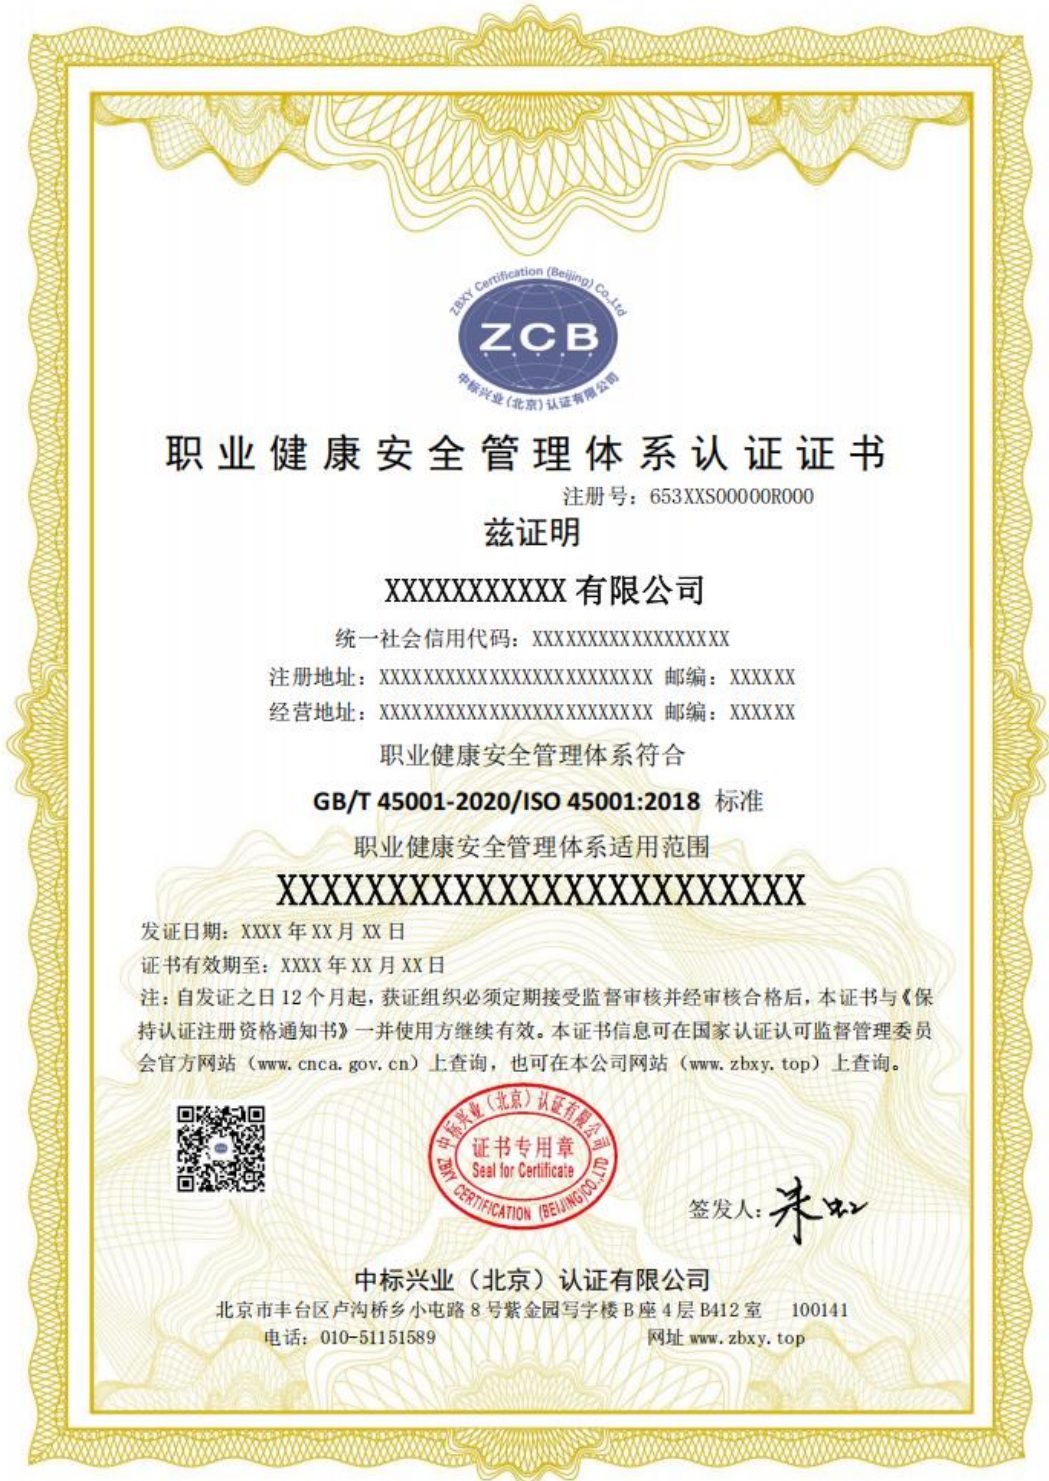 ZBXY Certification (Beijing) Co.,Ltd
ZCB
中标兴业(北京)认证有限公司
职业健康安全管理体系认证证书
注册号：653XXS00000R000
兹证明
XXXXXXXXXXX 有限公司
统一社会信用代码：XXXXXXXXXXXXXXXXXX
注册地址：XXXXXXXXXXXXXXXXXXXXXXXXX 邮编：XXXXXX
经营地址：XXXXXXXXXXXXXXXXXXXXXXXXX 邮编：XXXXXX
职业健康安全管理体系符合
GB/T 45001-2020/ISO 45001:2018 标准
职业健康安全管理体系适用范围
XXXXXXXXXXXXXXXXXXXXXXXX
发证日期：XXXX 年 XX 月 XX 日
证书有效期至：XXXX 年 XX 月 XX 日
注：自发证之日 12 个月起，获证组织必须定期接受监督审核并经审核合格后，本证书与《保
持认证注册资格通知书》一并使用方继续有效。本证书信息可在国家认证认可监督管理委员
会官方网站（www.cnca.gov.cn）上查询，也可在本公司网站（www.zbxy.top）上查询。
中标兴业（北京）认证有限公司
证书专用章
Seal for Certificate
ZBXY CERTIFICATION (BEIJING)CO.,LTD
签发人：朱虹
中标兴业（北京）认证有限公司
北京市丰台区卢沟桥乡小屯路 8 号紫金园写字楼 B 座 4 层 B412 室 100141
电话：010-51151589 网址 www.zbxy.top